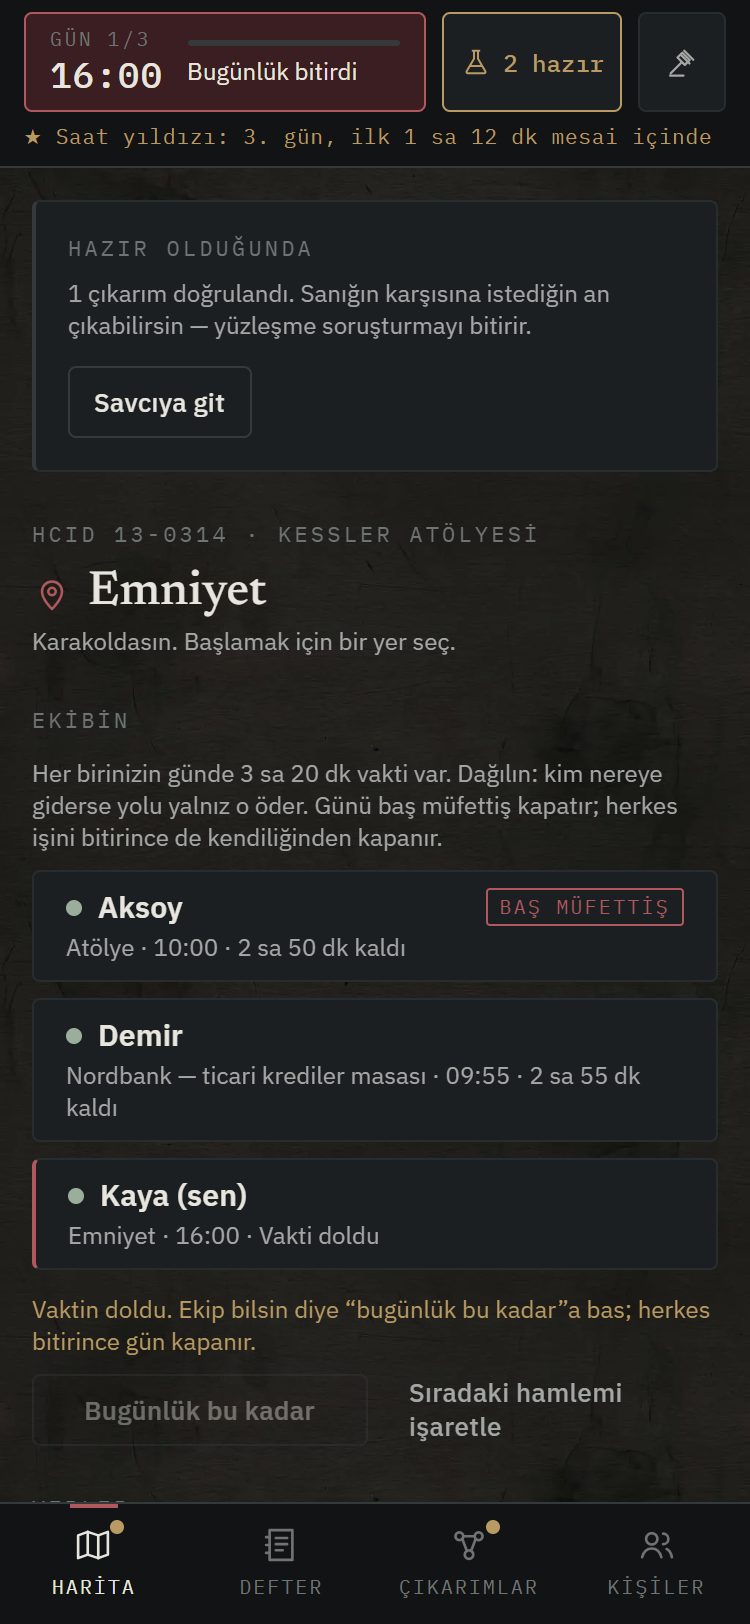 GÜN 1/3
16:00 Bugünlük bitirdi
2 hazır
★ Saat yıldızı: 3. gün, ilk 1 sa 12 dk mesai içinde
HAZIR OLDUĞUNDA
1 çıkarım doğrulandı. Sanığın karşısına istediğin an
çıkabilirsin — yüzleşme soruşturmayı bitirir.
Savcıya git
HCID 13-0314 · KESSLER ATÖLYESİ
Emniyet
Karakoldasın. Başlamak için bir yer seç.
EKİBİN
Her birinizin günde 3 sa 20 dk vakti var. Dağılın: kim nereye
giderse yolu yalnız o öder. Günü baş müfettiş kapatır; herkes
işini bitirince de kendiliğinden kapanır.
Aksoy
BAŞ MÜFETTİŞ
Atölye · 10:00 · 2 sa 50 dk kaldı
Demir
Nordbank — ticari krediler masası · 09:55 · 2 sa 55 dk
kaldı
Kaya (sen)
Emniyet · 16:00 · Vakti doldu
Vaktin doldu. Ekip bilsin diye “bugünlük bu kadar”a bas; herkes
bitirince gün kapanır.
Bugünlük bu kadar
Sıradaki hamlemi
işaretle
HARİTA
DEFTER
ÇIKARIMLAR
KİŞİLER